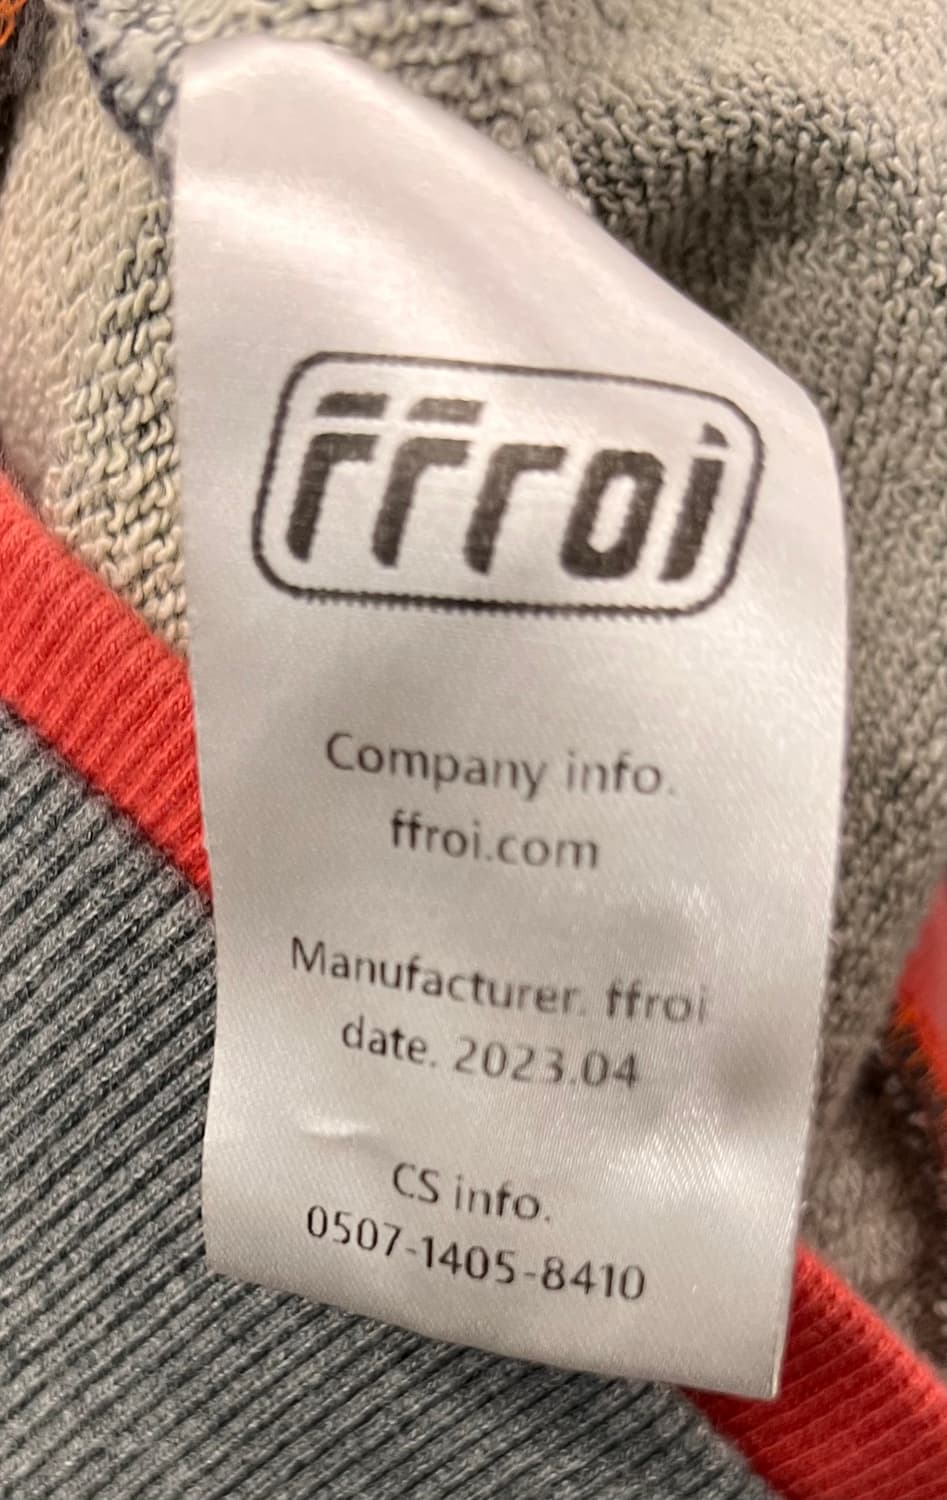 ffroi
Company info.
ffroi.com
Manufacturer. ffroi
date. 2023.04
CS info.
0507-1405-8410